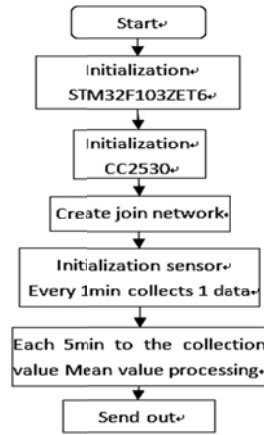 Start
Initialization
STM32F103ZET6
Initialization
CC2530
Create join network
Initialization sensor
Every 1min collects 1 data
Each 5min to the collection
value Mean value processing
Send out